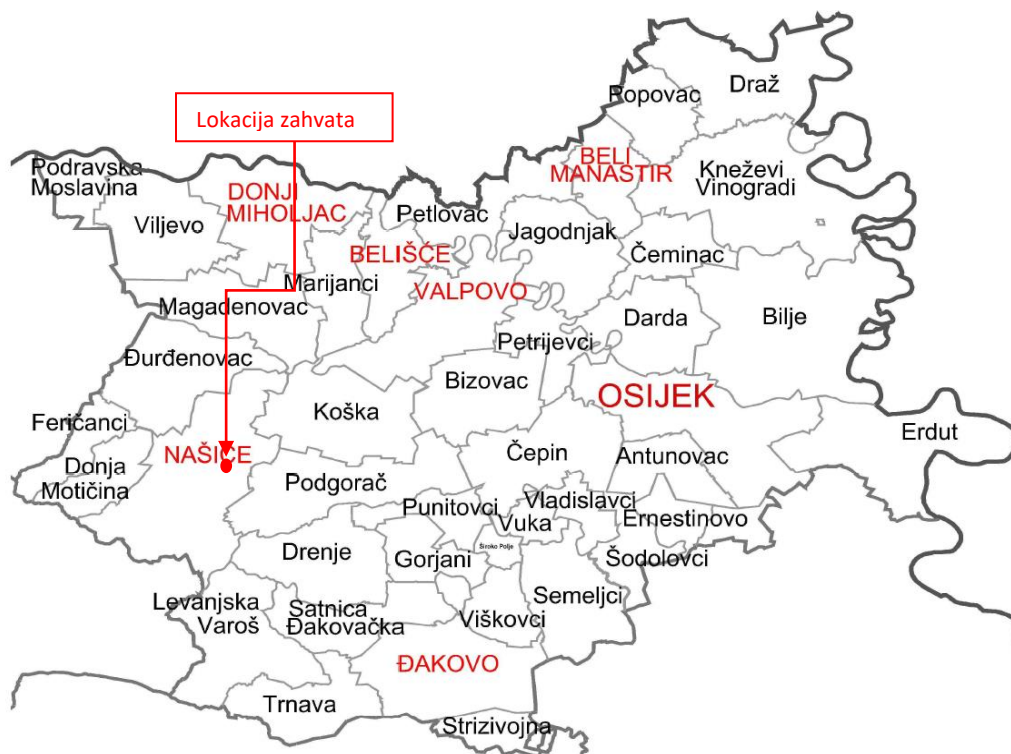 Draž
Popovac
Lokacija zahvata
BELI
MANASTIR
Kneževi
Vinogradi
Podravska
Moslavina
DONJI
MIHOLJAC
Viljevo
Petlovac
Jagodnjak
Čeminac
BELIŠĆE
Marijanci
VALPOVO
Magadenovac
Darda
Bilje
Petrijevci
Đurđenovac
Bizovac
OSIJEK
Koška
Feričanci
Erdut
NAŠICE
Čepin
Antunovac
Donja
Motičina
Podgorač
Punitovci
Vladislavci
Vuka
Ernestinovo
Široko Polje
Drenje
Gorjani
Šodolovci
Semeljci
Levanjska
Varoš
Satnica
Đakovačka
Viškovci
ĐAKOVO
Trnava
Strizivojna